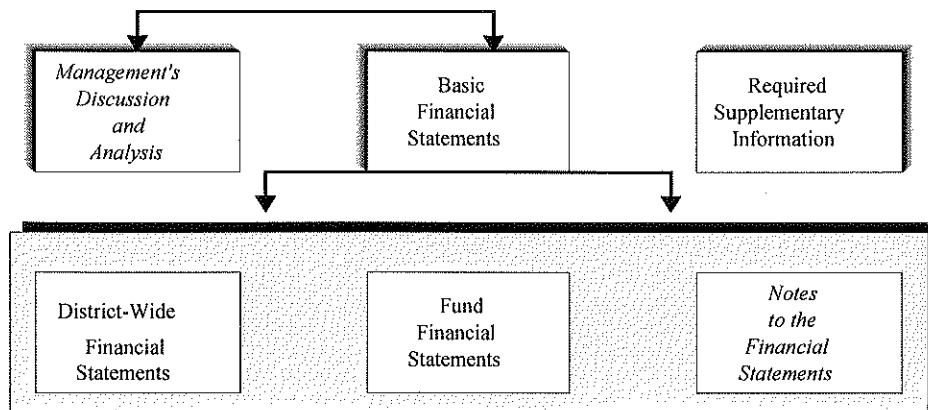 Management's
Discussion
and
Analysis
Basic
Financial
Statements
Required
Supplementary
Information
District-Wide
Financial
Statements
Fund
Financial
Statements
Notes
to the
Financial
Statements